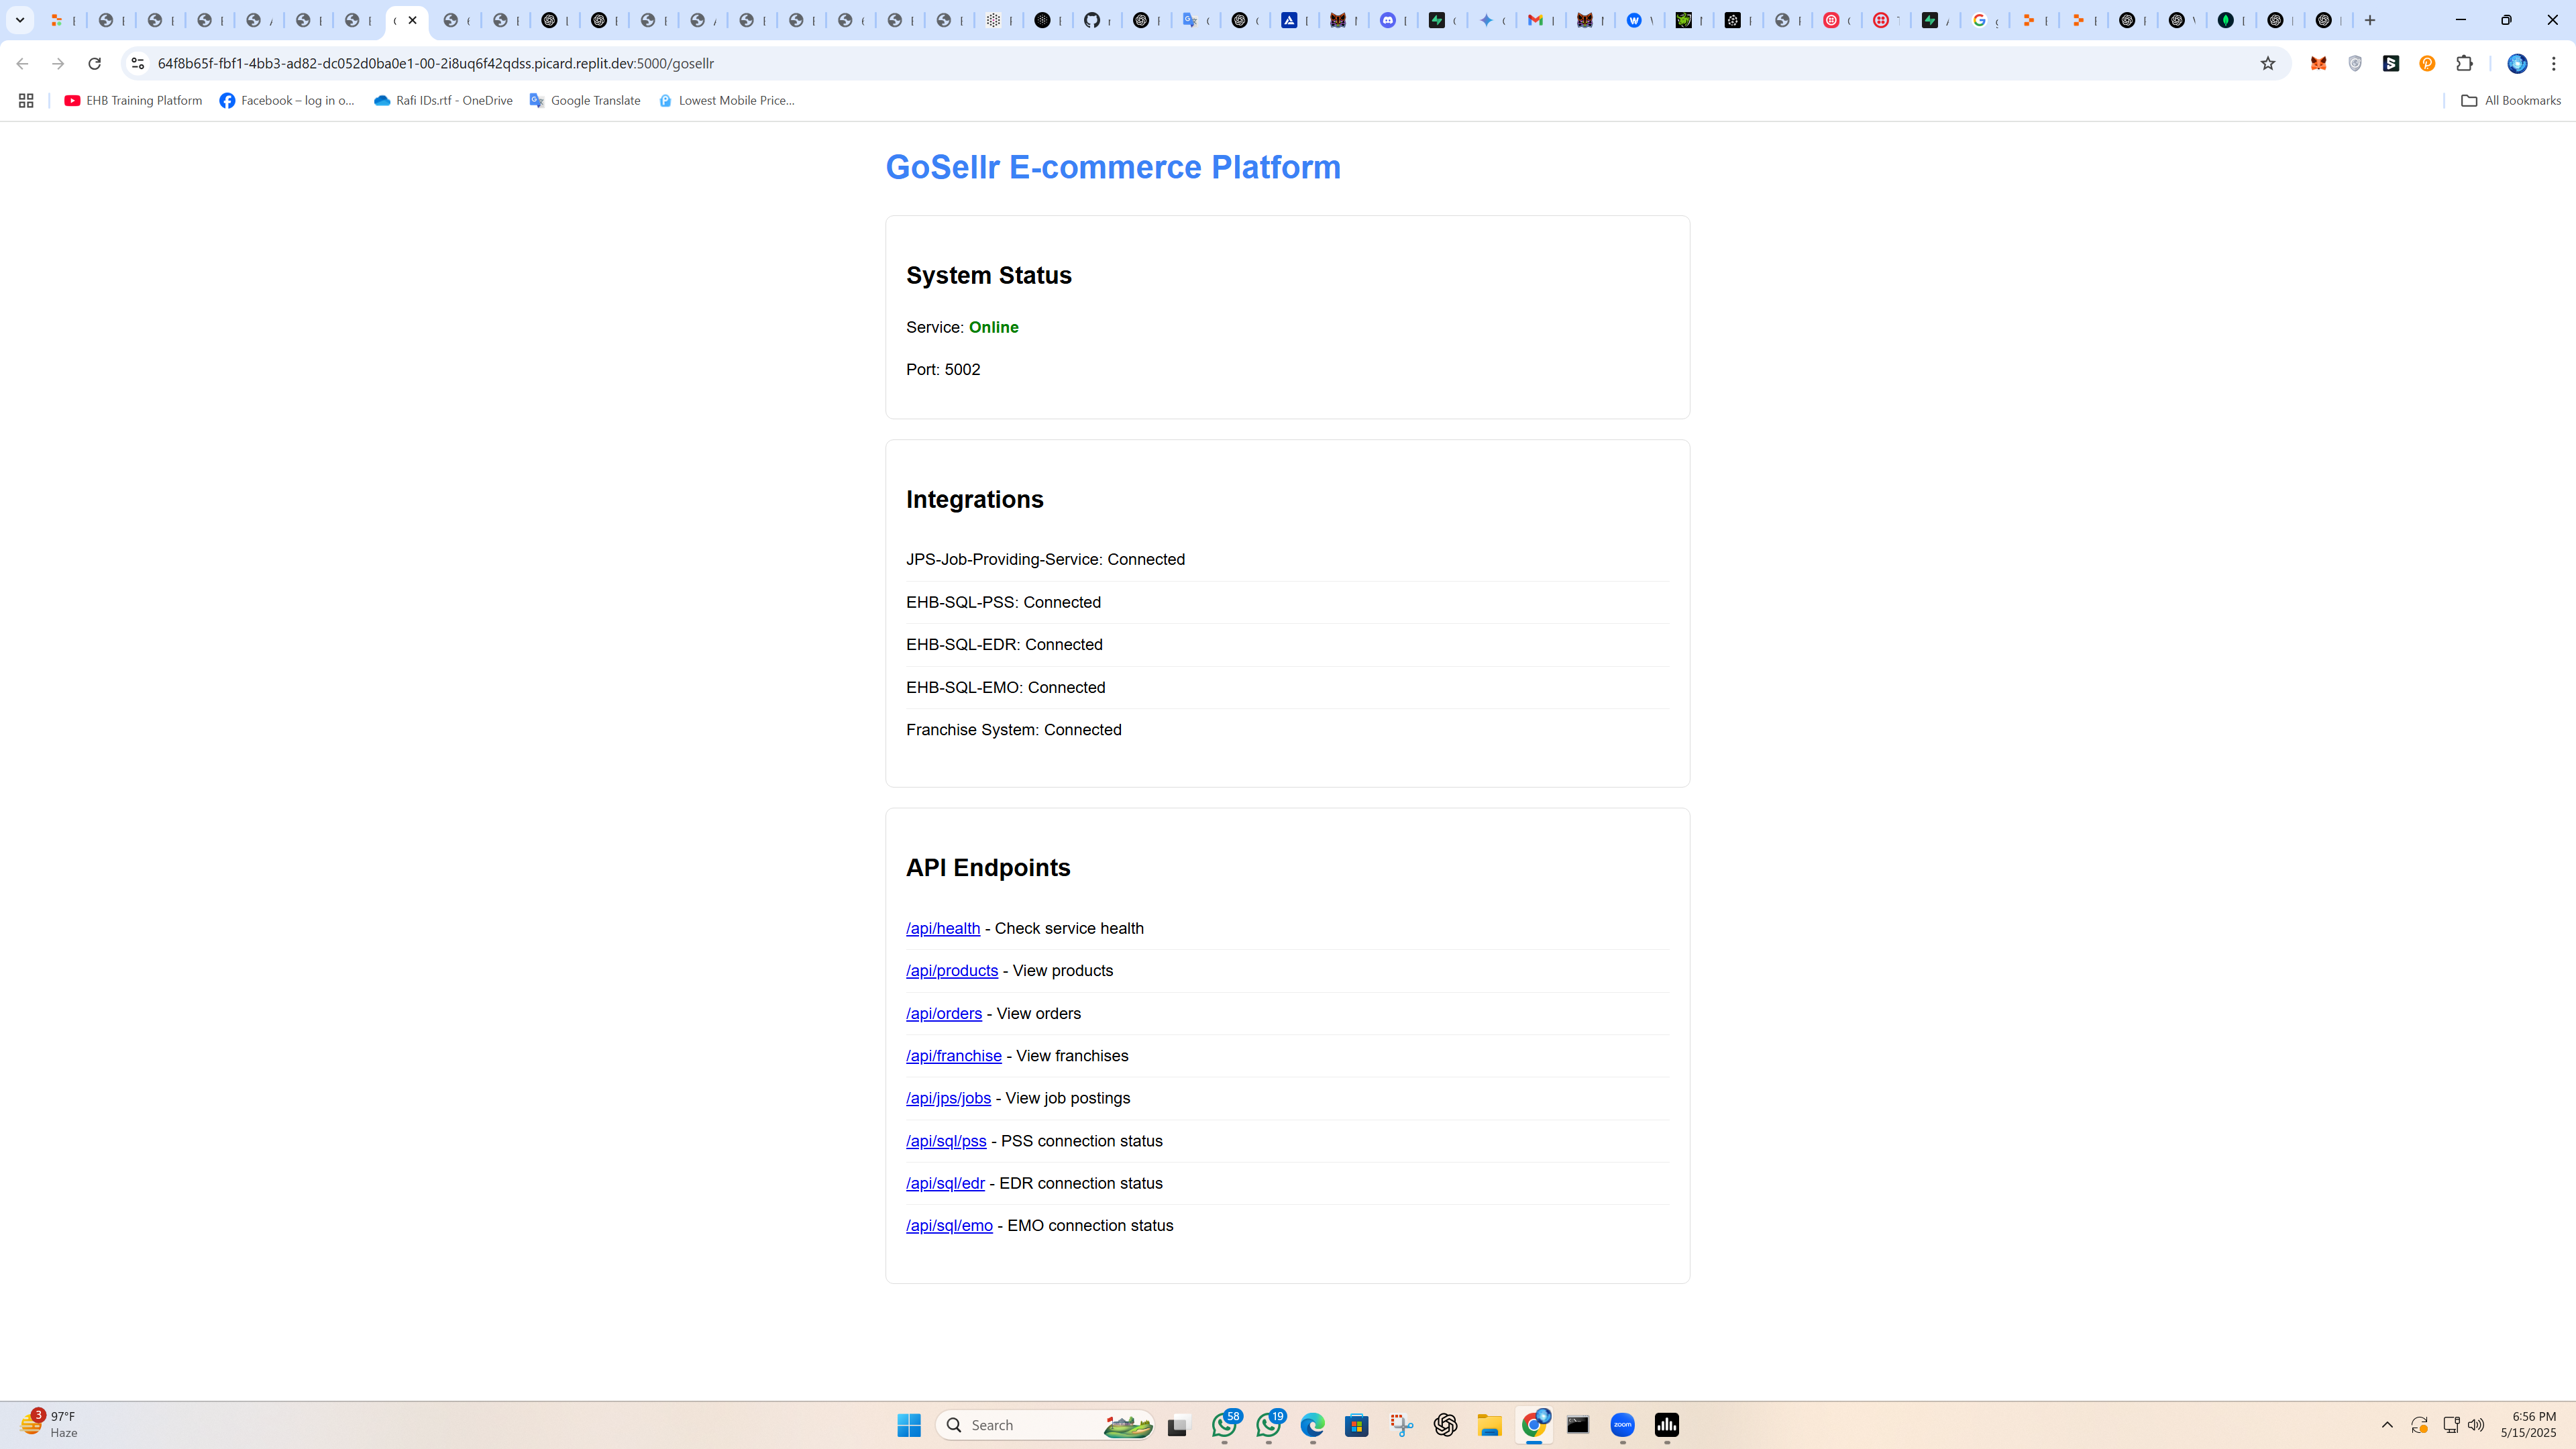 64f8b65f-fbf1-4bb3-ad82-dc052d0ba0e1-00-2i8uq6f42qdss.picard.replit.dev:5000/gosellr
EHB Training Platform
Facebook – log in o...
Rafi IDs.rtf - OneDrive
Google Translate
Lowest Mobile Price...
All Bookmarks
GoSellr E-commerce Platform
System Status
Service: Online
Port: 5002
Integrations
JPS-Job-Providing-Service: Connected
EHB-SQL-PSS: Connected
EHB-SQL-EDR: Connected
EHB-SQL-EMO: Connected
Franchise System: Connected
API Endpoints
/api/health - Check service health
/api/products - View products
/api/orders - View orders
/api/franchise - View franchises
/api/jps/jobs - View job postings
/api/sql/pss - PSS connection status
/api/sql/edr - EDR connection status
/api/sql/emo - EMO connection status
3
97°F
Haze
Search
58
19
zoom
6:56 PM
5/15/2025